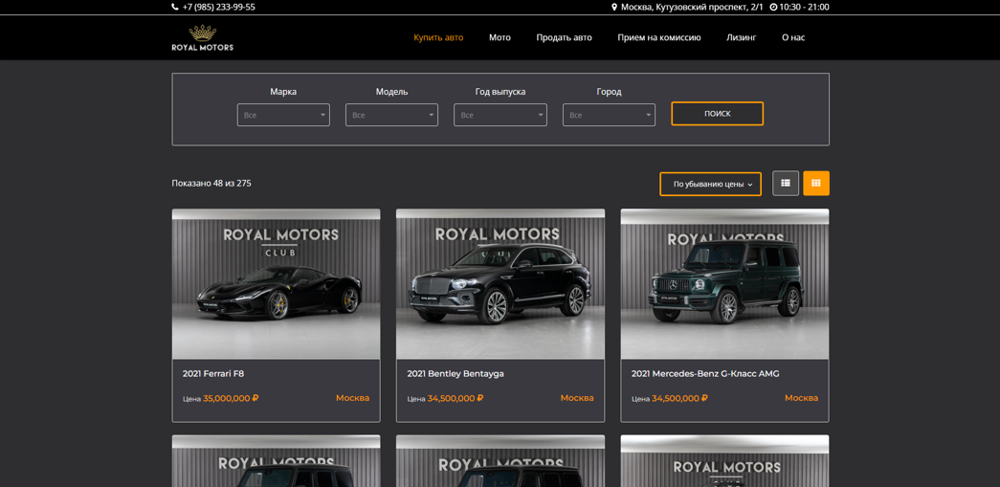 +7 (985) 233-99-55
Москва, Кутузовский проспект, 2/1 10:30 - 21:00
ROYAL MOTORS
Купить авто Мото Продать авто Прием на комиссию Лизинг О нас
Марка Модель Год выпуска Город
Все Все Все Все ПОИСК
Показано 48 из 275
По убыванию цены
ROYAL MOTORS
CLUB
ROYAL MOTORS
ROYAL MOTORS
2021 Ferrari F8
Цена 35,000,000 ₽ Москва
2021 Bentley Bentayga
Цена 34,500,000 ₽ Москва
2021 Mercedes-Benz G-Класс AMG
Цена 34,500,000 ₽ Москва
ROYAL MOTORS
ROYAL MOTORS
ROYAL MOTORS